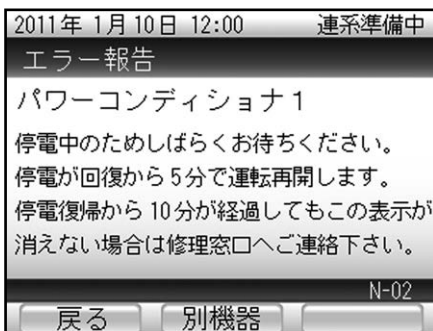 2011年 1月10日 12:00 連系準備中
エラー報告
パワーコンディショナ1
停電中のためしばらくお待ちください。
停電が回復から5分で運転再開します。
停電復帰から10分が経過してもこの表示が
消えない場合は修理窓口へご連絡下さい。
N-02
戻る 別機器